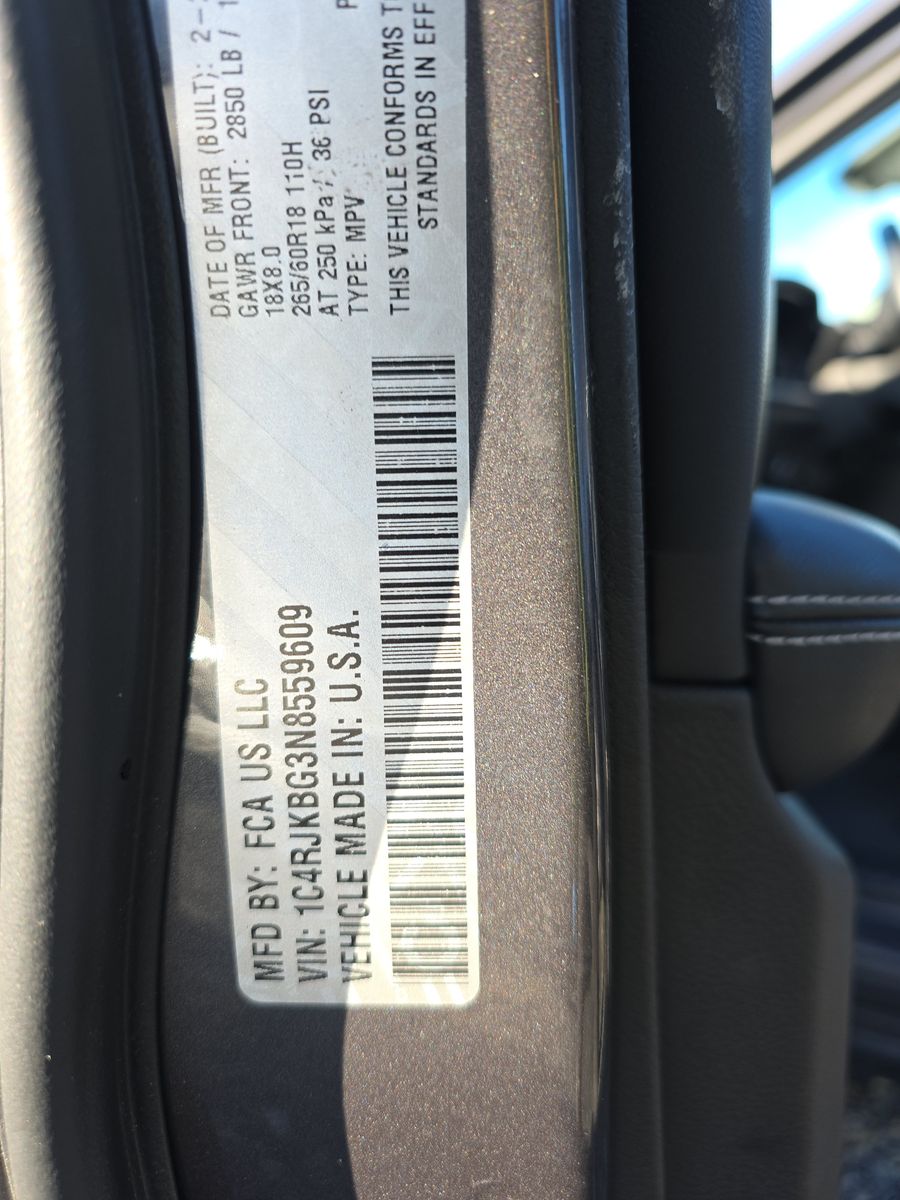 MFD BY: FCA US LLC
VIN: 1C4RJKBG3N8559609
VEHICLE MADE IN: U.S.A.
DATE OF MFR (BUILT): 2-
GAWR FRONT: 2850 LB /
18X8.0
265/60R18 110H
AT 250 kPa / 36 PSI
TYPE: MPV
THIS VEHICLE CONFORMS
STANDARDS IN